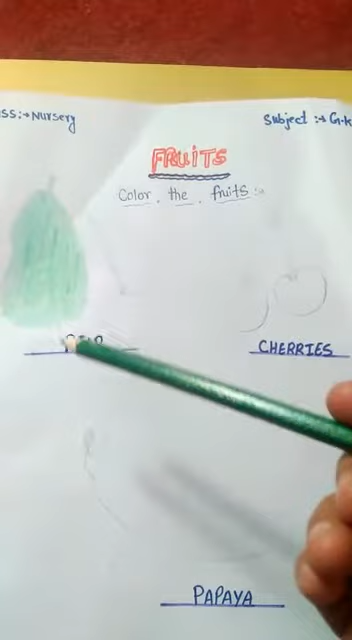 ss:→Nursery
Subject :→ G.k
FRUITS
Color the fruits:-
CHERRIES
PAPAYA